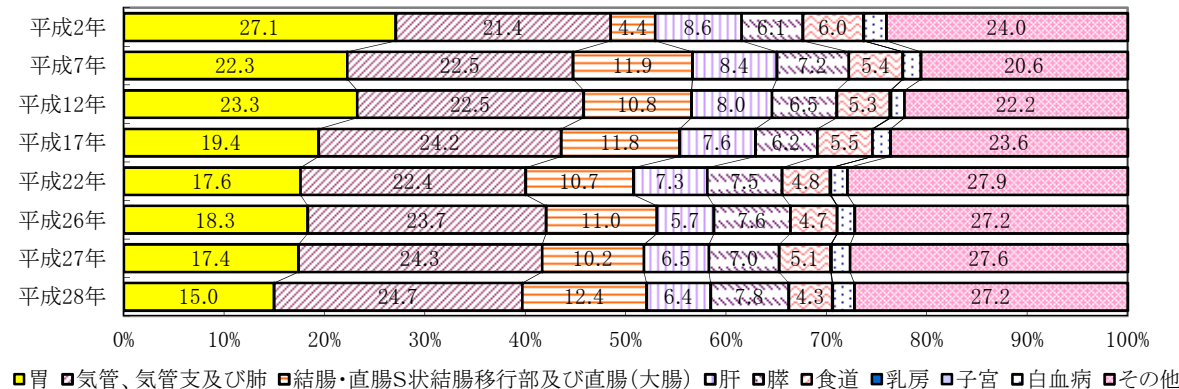 平成2年 27.1 21.4 4.4 8.6 6.1 6.0 24.0
平成7年 22.3 22.5 11.9 8.4 7.2 5.4 20.6
平成12年 23.3 22.5 10.8 8.0 6.5 5.3 22.2
平成17年 19.4 24.2 11.8 7.6 6.2 5.5 23.6
平成22年 17.6 22.4 10.7 7.3 7.5 4.8 27.9
平成26年 18.3 23.7 11.0 5.7 7.6 4.7 27.2
平成27年 17.4 24.3 10.2 6.5 7.0 5.1 27.6
平成28年 15.0 24.7 12.4 6.4 7.8 4.3 27.2
0% 10% 20% 30% 40% 50% 60% 70% 80% 90% 100%
胃 気管、気管支及び肺 結腸・直腸S状結腸移行部及び直腸(大腸) 肝 膵 食道 乳房 子宮 白血病 その他